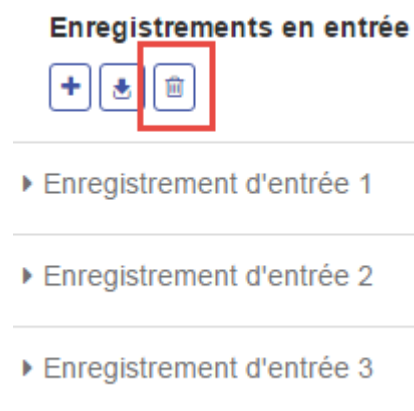 Enregistrements en entrée
Enregistrement d'entrée 1
Enregistrement d'entrée 2
Enregistrement d'entrée 3